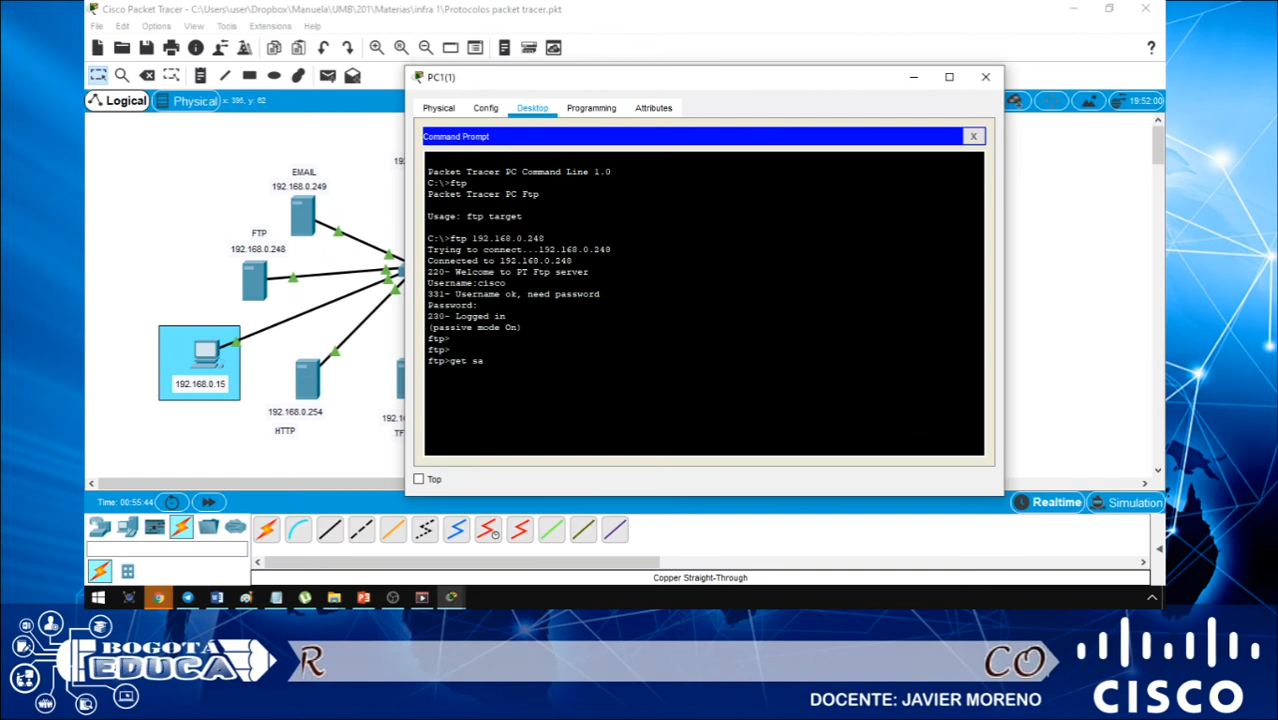 Cisco Packet Tracer - C:\Users\user\Dropbox\Manuela\UMB\201\Materias\infra 1\Protocolos packet tracer.pkt
File Edit Options View Tools Extensions Help
?
PC1(1)
Logical Physical x: 395, y: 62
19:52:00
Physical Config Desktop Programming Attributes
Command Prompt X
Packet Tracer PC Command Line 1.0
C:\>ftp
Packet Tracer PC Ftp
Usage: ftp target
C:\>ftp 192.168.0.248
Trying to connect...192.168.0.248
Connected to 192.168.0.248
220- Welcome to PT Ftp server
Username:cisco
331- Username ok, need password
Password:
230- Logged in
(passive mode On)
ftp>
ftp>
ftp>get sa
Top
EMAIL
192.168.0.249
FTP
192.168.0.248
192.168.0.15
192.168.0.254
HTTP
Time: 00:55:44
Realtime Simulation
Copper Straight-Through
BOGOTÁ
EDUCA
R CO
DOCENTE: JAVIER MORENO
CISCO